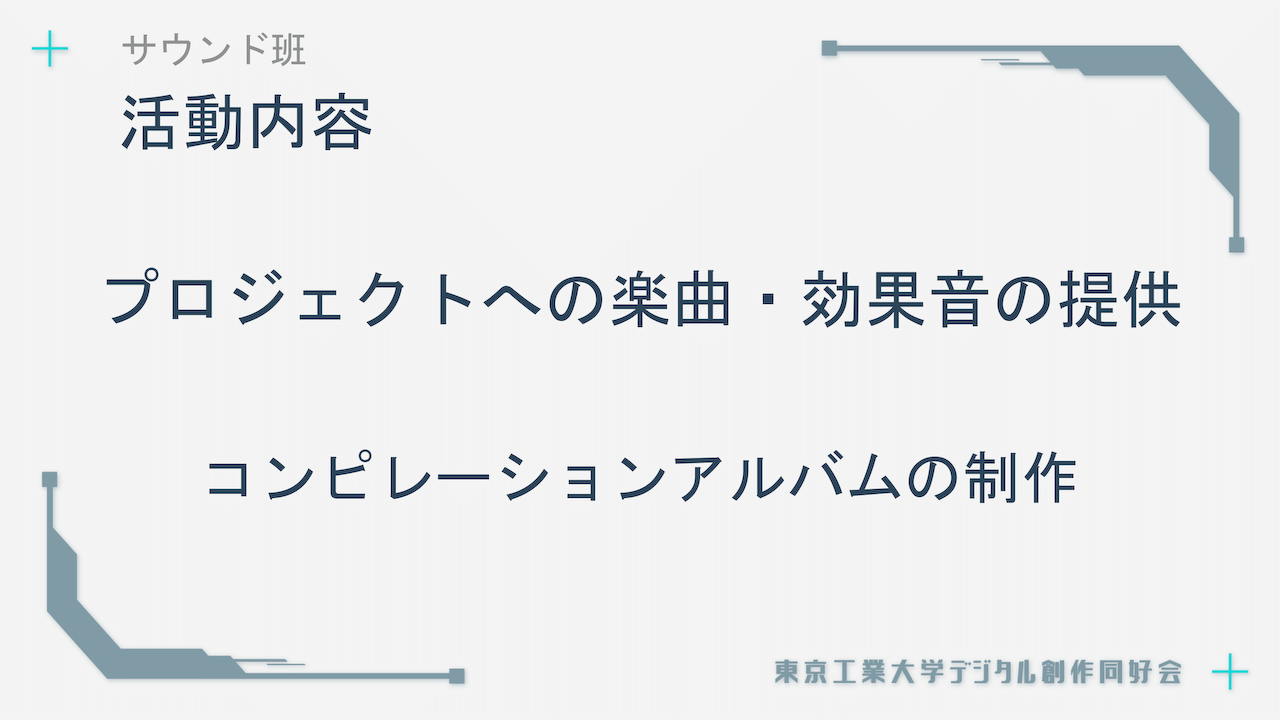 サウンド班
活動内容
プロジェクトへの楽曲・効果音の提供
コンピレーションアルバムの制作
東京工業大学デジタル創作同好会